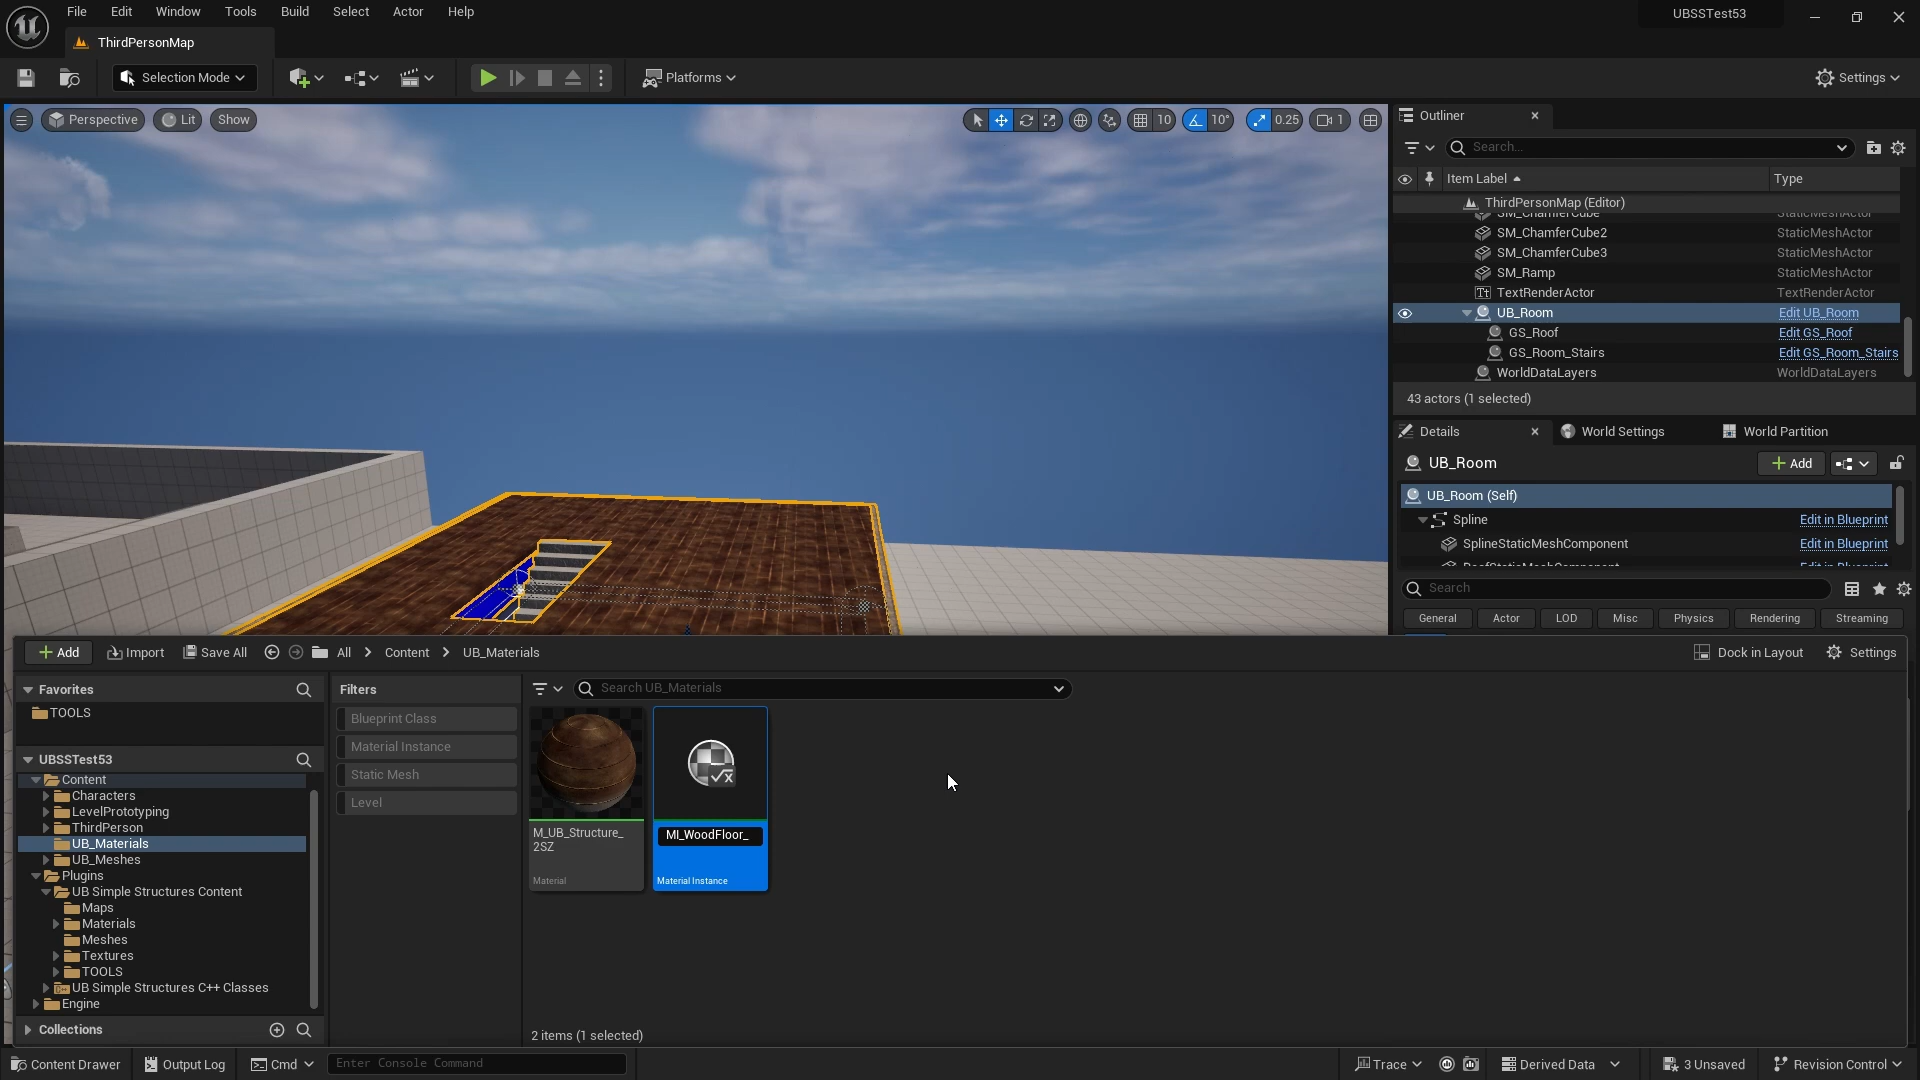 File Edit Window Tools Build Select Actor Help
UBSSTest53
ThirdPersonMap
Selection Mode
Platforms
Settings
Perspective Lit Show
10 10° 0.25 1
Outliner
Search...
Item Label Type
ThirdPersonMap (Editor)
SM_ChamferCube StaticMeshActor
SM_ChamferCube2 StaticMeshActor
SM_ChamferCube3 StaticMeshActor
SM_Ramp StaticMeshActor
Tt TextRenderActor TextRenderActor
UB_Room Edit UB_Room
GS_Roof Edit GS_Roof
GS_Room_Stairs Edit GS_Room_Stairs
WorldDataLayers WorldDataLayers
43 actors (1 selected)
Details World Settings World Partition
UB_Room
Add
UB_Room (Self)
Spline Edit in Blueprint
SplineStaticMeshComponent Edit in Blueprint
RoofStaticMeshComponent Edit in Blueprint
Search
General Actor LOD Misc Physics Rendering Streaming
Add Import Save All All Content UB_Materials
Dock in Layout Settings
Favorites
TOOLS
UBSSTest53
Content
Characters
LevelPrototyping
ThirdPerson
UB_Materials
UB_Meshes
Plugins
UB Simple Structures Content
Maps
Materials
Meshes
Textures
TOOLS
UB Simple Structures C++ Classes
Engine
Collections
Filters
Blueprint Class
Material Instance
Static Mesh
Level
Search UB_Materials
M_UB_Structure_
2SZ
Material
MI_WoodFloor_
Material Instance
2 items (1 selected)
Content Drawer Output Log Cmd Enter Console Command
Trace Derived Data 3 Unsaved Revision Control